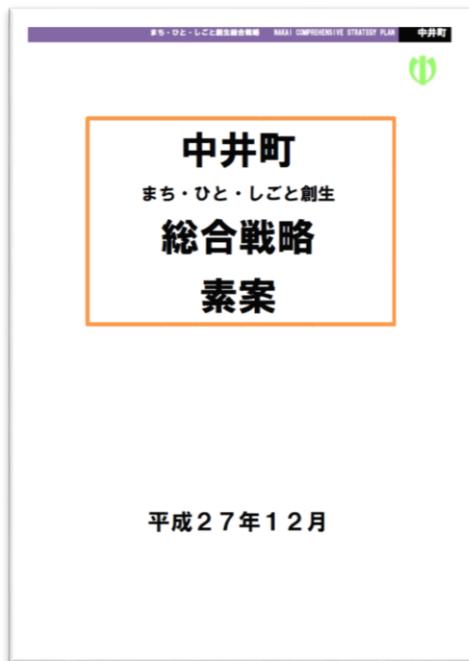 まち・ひと・しごと創生総合戦略 NAKAI COMPREHENSIVE STRATEGY PLAN 中井町
中井町
まち・ひと・しごと創生
総合戦略
素案
平成２７年１２月